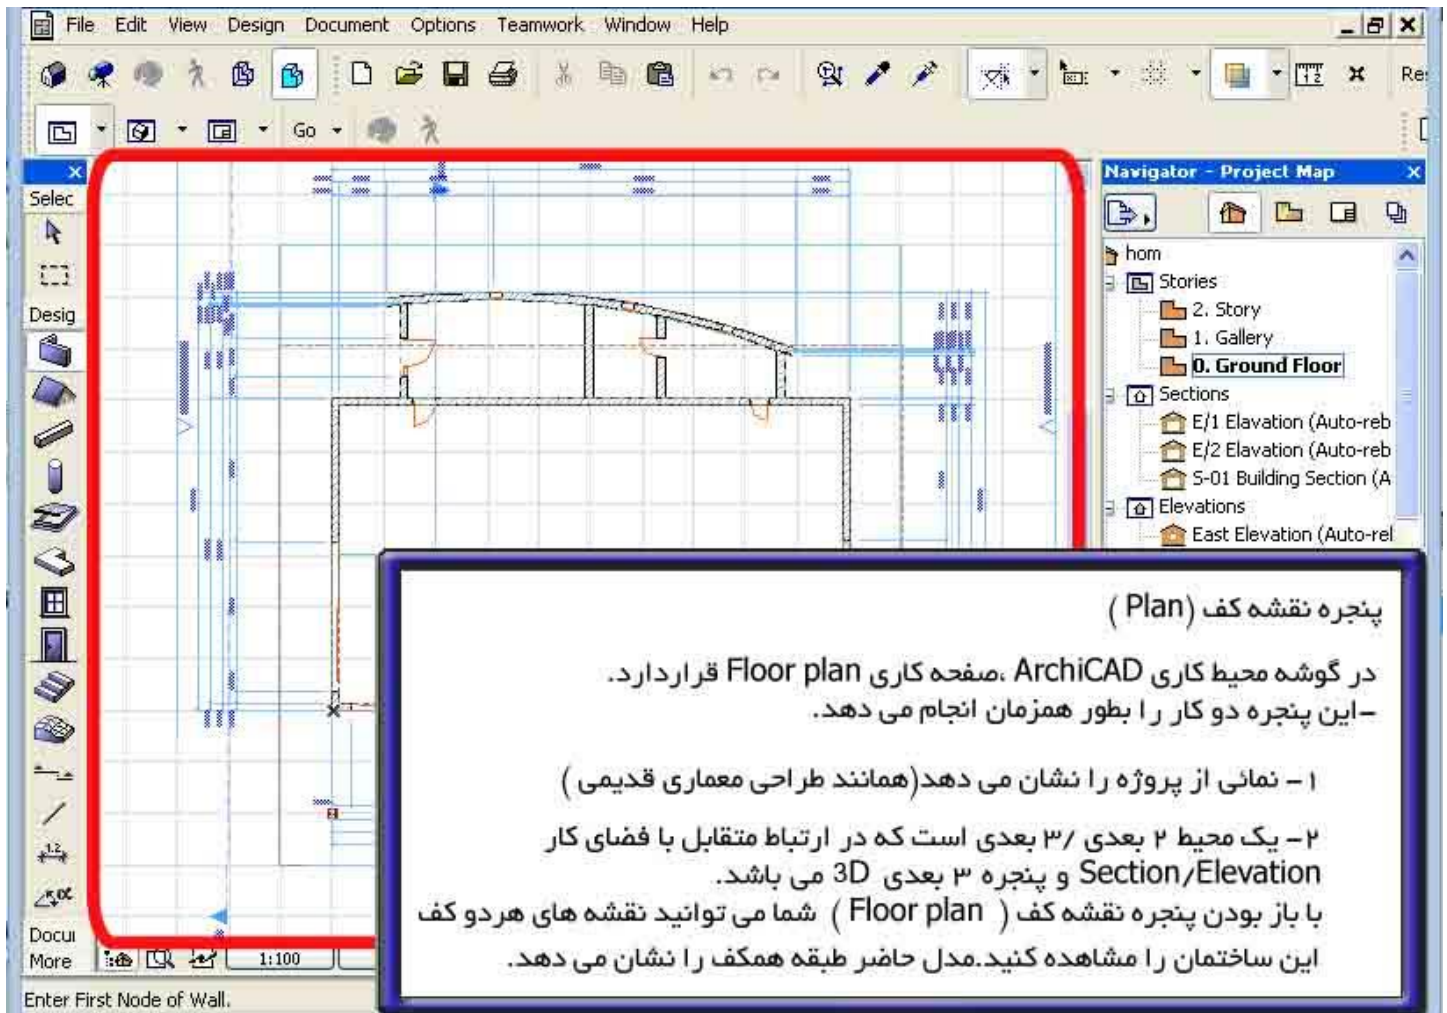 File Edit View Design Document Options Teamwork Window Help
Re
Go
Selec
Desig
Docu
More
1:100
Enter First Node of Wall.
Navigator - Project Map
hom
Stories
2. Story
1. Gallery
0. Ground Floor
Sections
E/1 Elavation (Auto-reb
E/2 Elavation (Auto-reb
S-01 Building Section (A
Elevations
East Elevation (Auto-rel
پنجره نقشه کف (Plan )
در گوشه محیط کاری ArchiCAD ،صفحه کاری Floor plan قراردارد.
-این پنجره دو کار را بطور همزمان انجام می دهد.
۱- نمائی از پروژه را نشان می دهد(همانند طراحی معماری قدیمی )
۲- یک محیط ۲ بعدی /۳ بعدی است که در ارتباط متقابل با فضای کار
Section/Elevation و پنجره ۳ بعدی 3D می باشد.
با باز بودن پنجره نقشه کف ( Floor plan ) شما می توانید نقشه های هردو کف
این ساختمان را مشاهده کنید.مدل حاضر طبقه همکف را نشان می دهد.